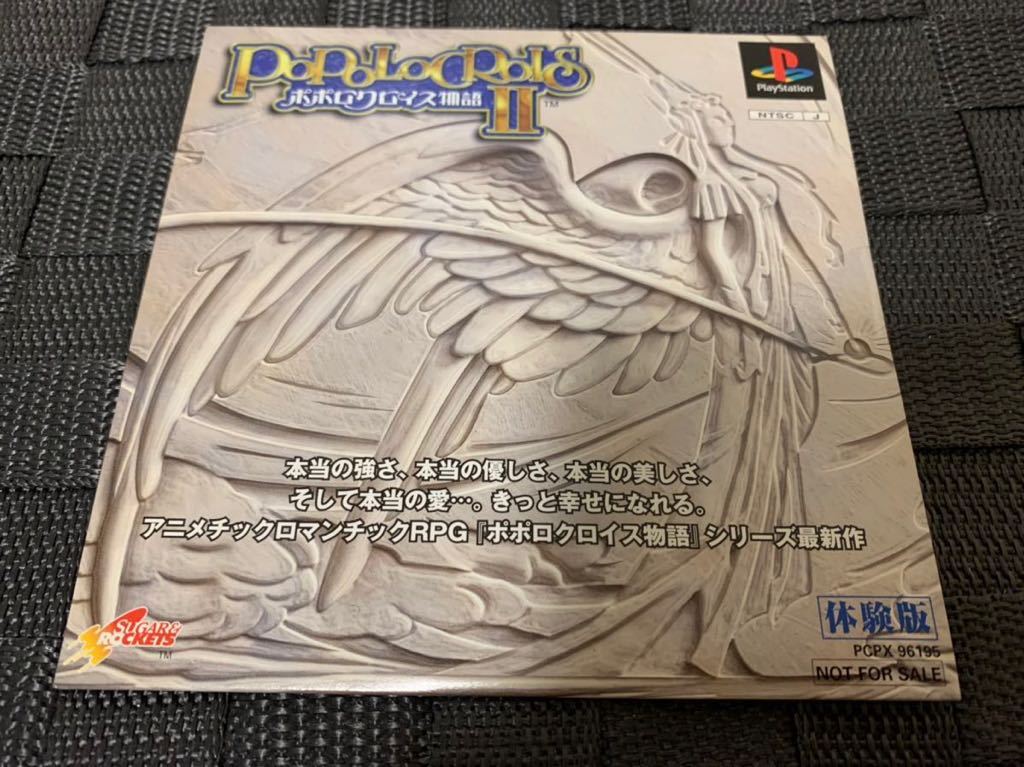 PoPoLoCRoiS
ポポロクロイス物語
II
TM
PlayStation
NTSC J
本当の強さ、本当の優しさ、本当の美しさ、
そして本当の愛…。きっと幸せになれる。
アニメチックロマンチックRPG『ポポロクロイス物語』シリーズ最新作
SUGAR&
ROCKETS
TM
体験版
PCPX 96195
NOT FOR SALE